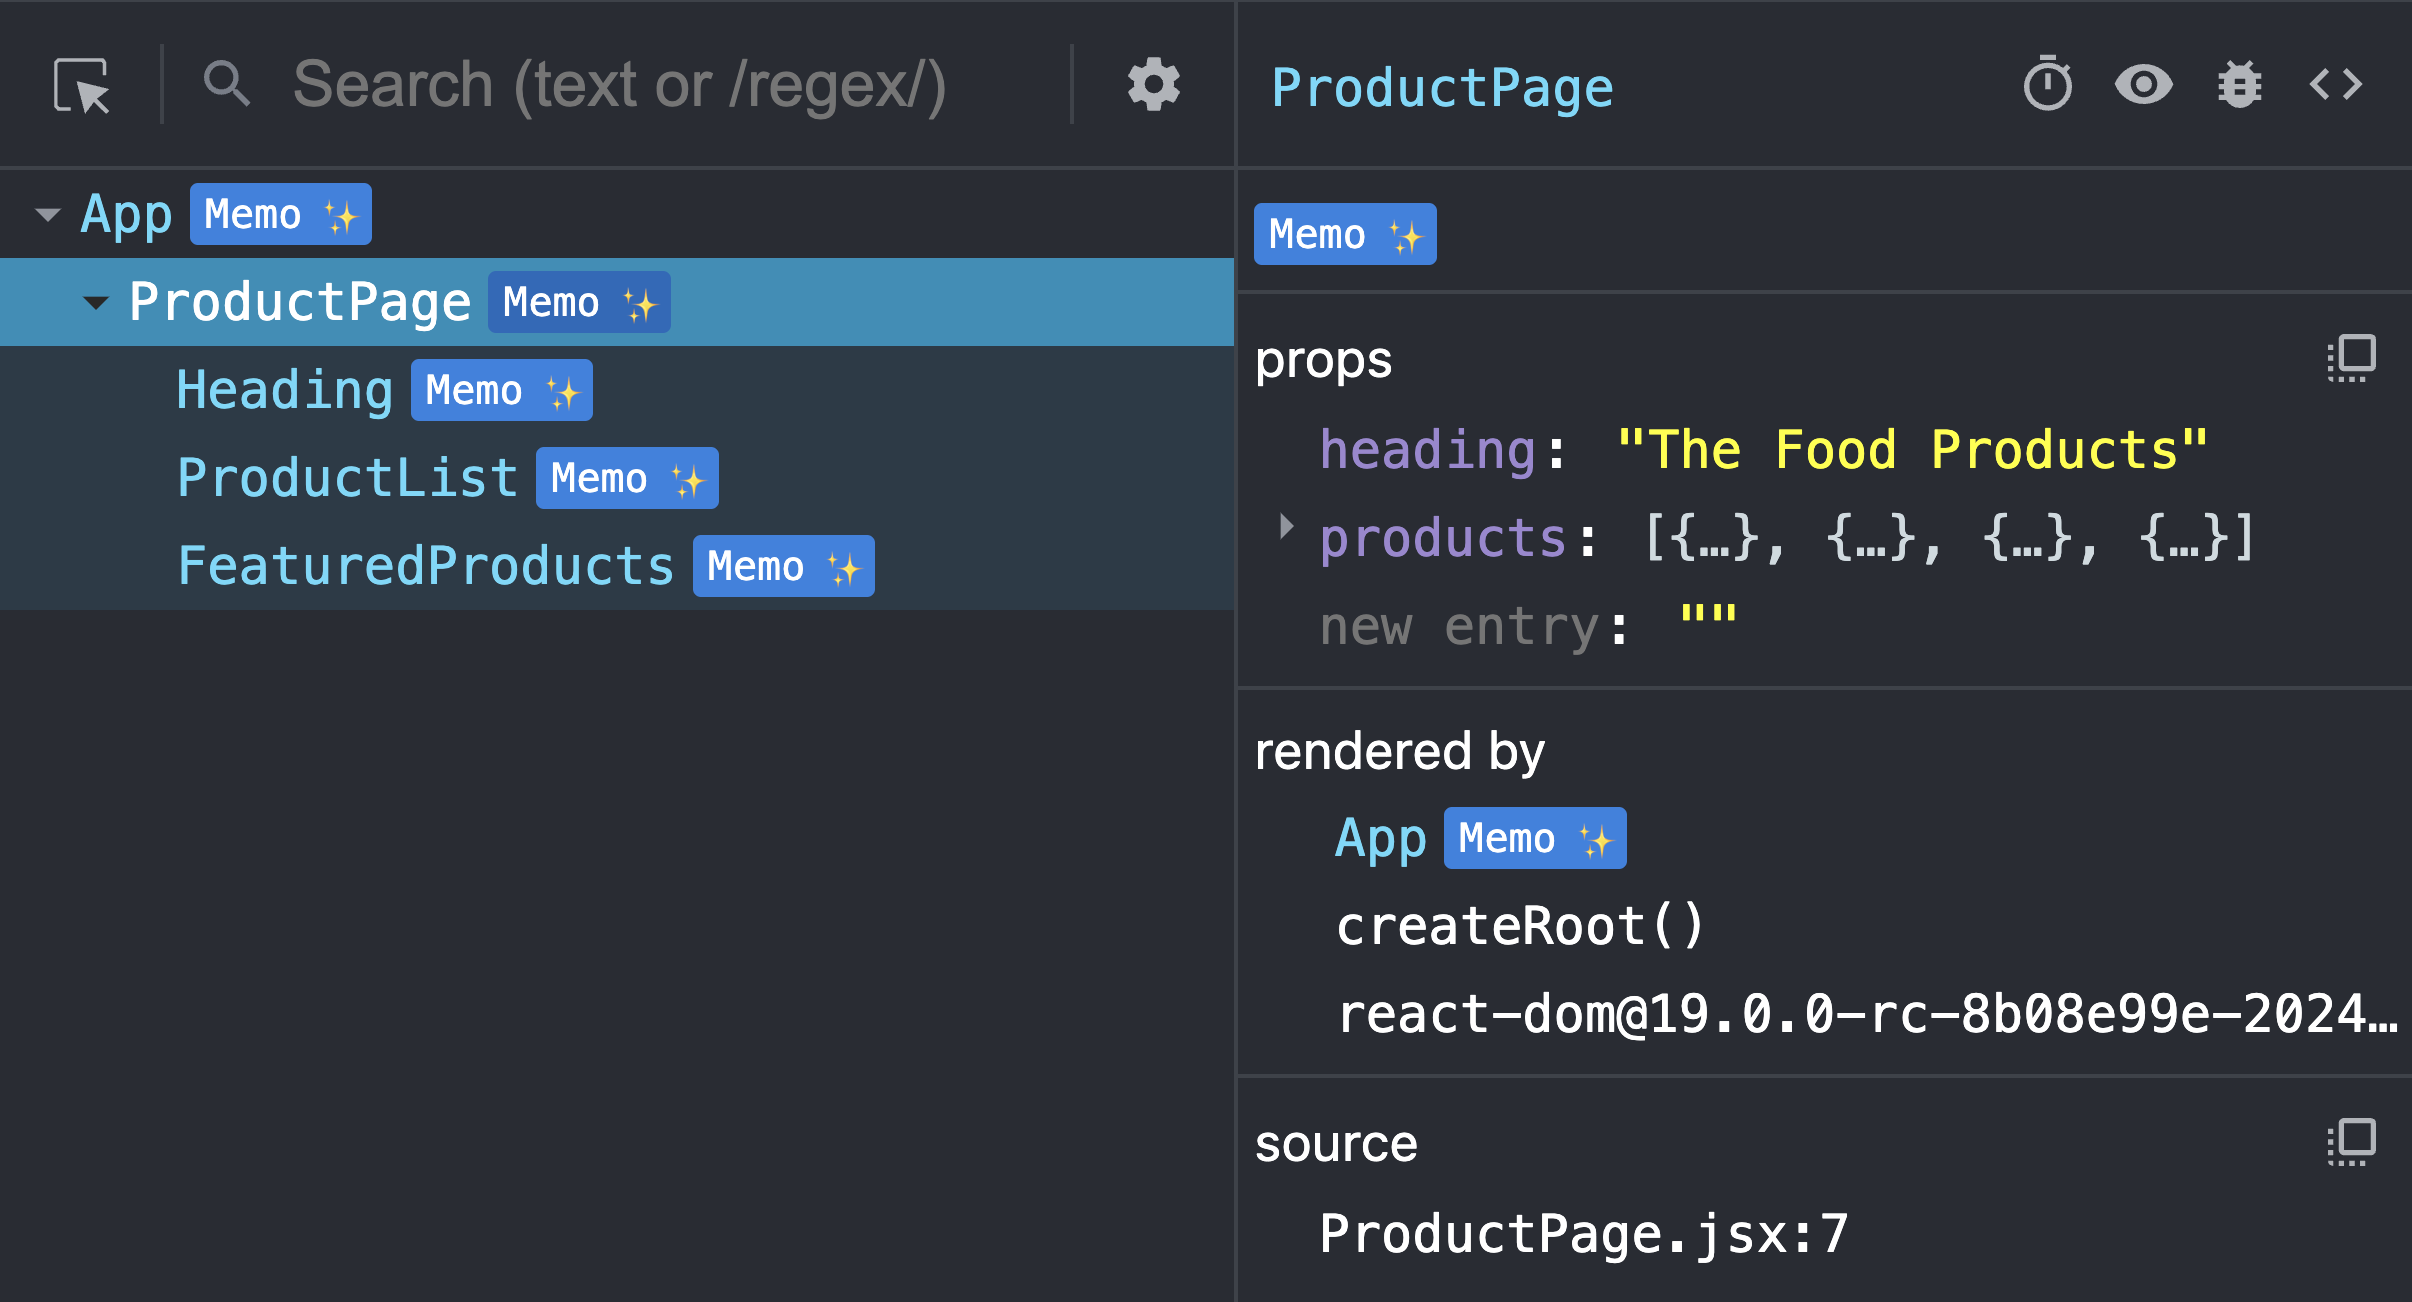 Search (text or /regex/)
App Memo ✨
ProductPage Memo ✨
Heading Memo ✨
ProductList Memo ✨
FeaturedProducts Memo ✨
ProductPage
Memo ✨
props
heading: "The Food Products"
products: [{…}, {…}, {…}, {…}]
new entry: ""
rendered by
App Memo ✨
createRoot()
react-dom@19.0.0-rc-8b08e99e-2024…
source
ProductPage.jsx:7